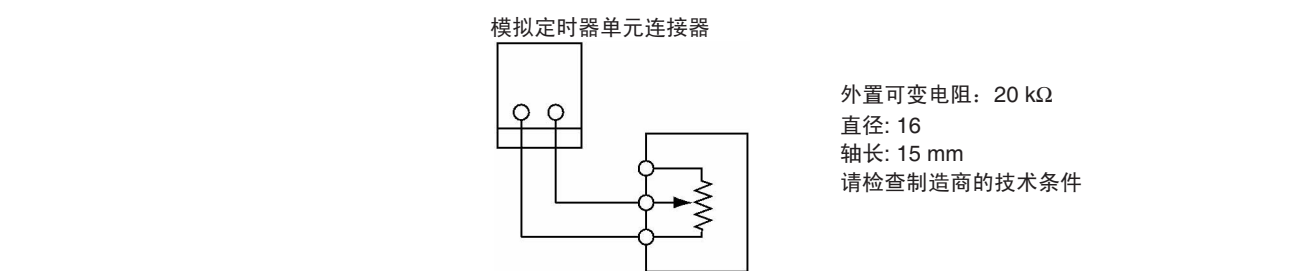 模拟定时器单元连接器
外置可变电阻：20 kΩ
直径: 16
轴长: 15 mm
请检查制造商的技术条件